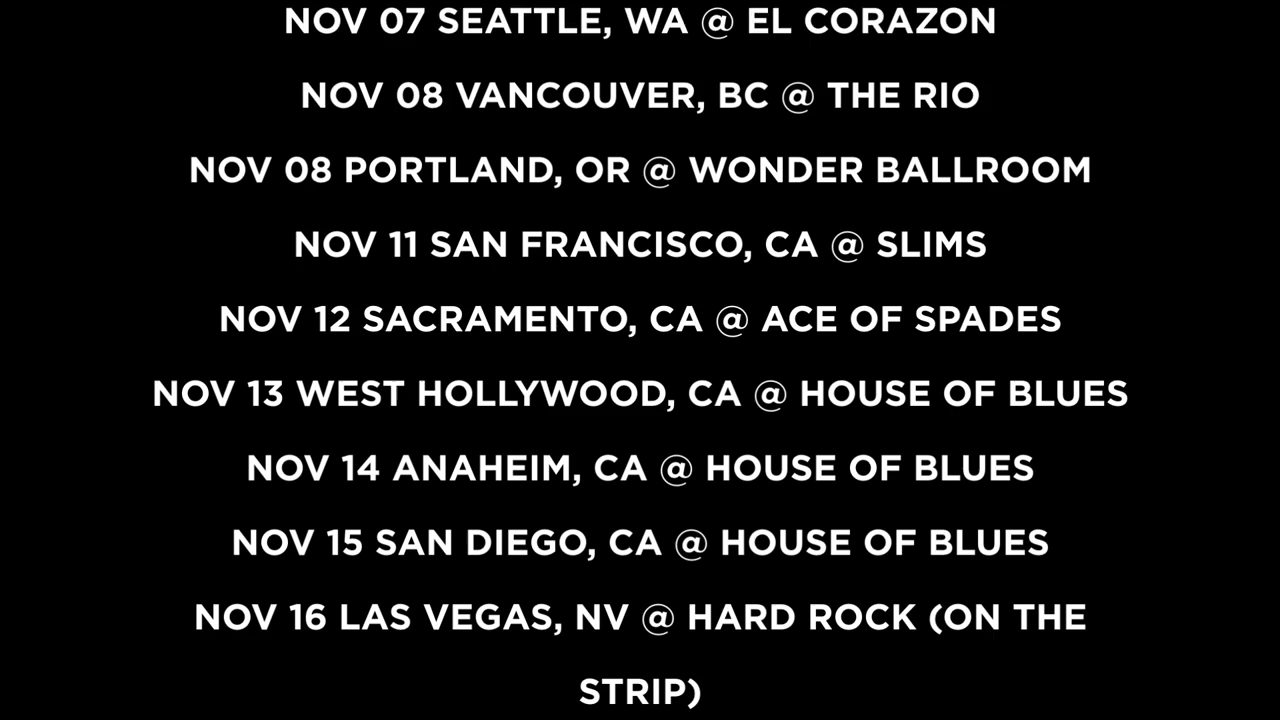 NOV 07 SEATTLE, WA @ EL CORAZON
NOV 08 VANCOUVER, BC @ THE RIO
NOV 08 PORTLAND, OR @ WONDER BALLROOM
NOV 11 SAN FRANCISCO, CA @ SLIMS
NOV 12 SACRAMENTO, CA @ ACE OF SPADES
NOV 13 WEST HOLLYWOOD, CA @ HOUSE OF BLUES
NOV 14 ANAHEIM, CA @ HOUSE OF BLUES
NOV 15 SAN DIEGO, CA @ HOUSE OF BLUES
NOV 16 LAS VEGAS, NV @ HARD ROCK (ON THE
STRIP)